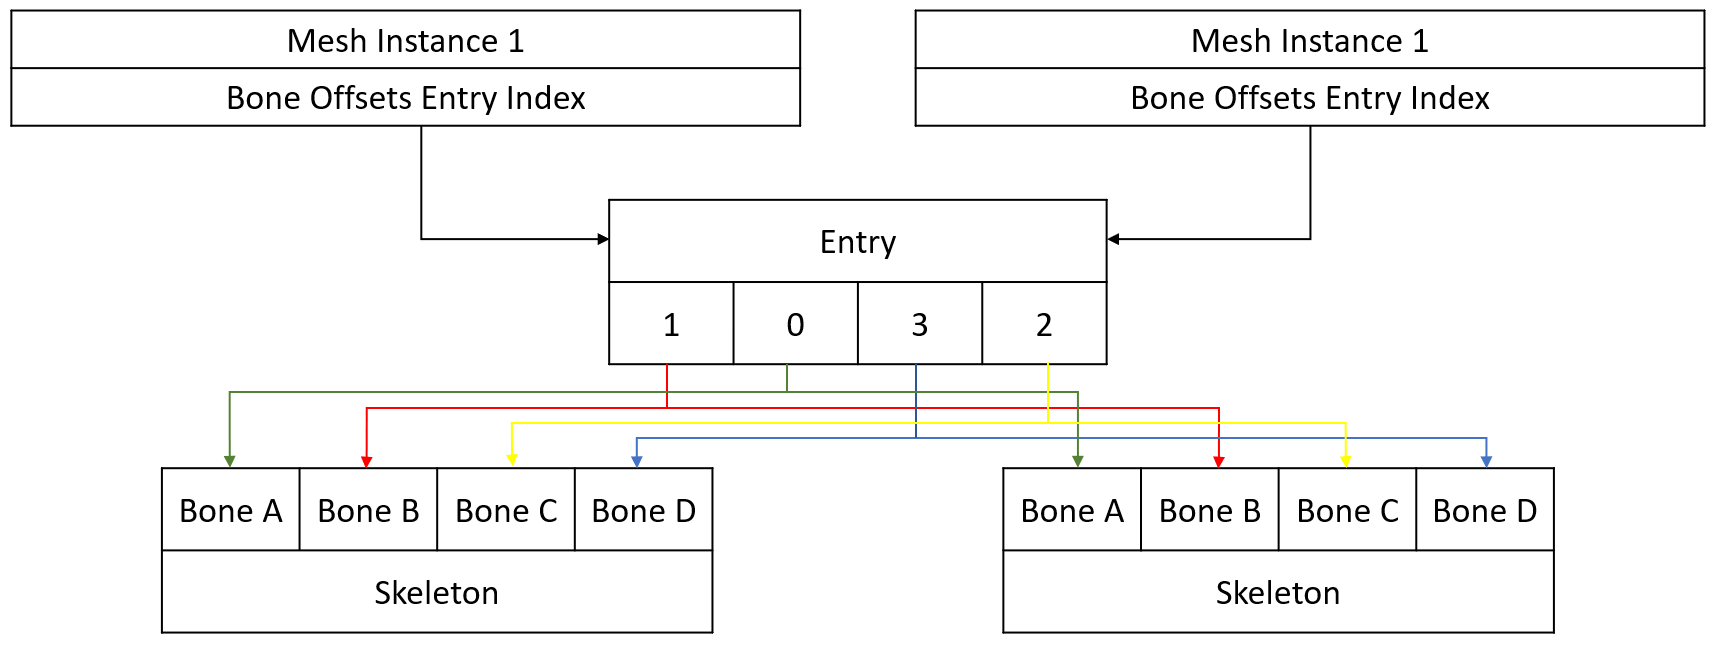 Mesh Instance 1
Bone Offsets Entry Index
Mesh Instance 1
Bone Offsets Entry Index
Entry
1 0 3 2
Bone A Bone B Bone C Bone D
Skeleton
Bone A Bone B Bone C Bone D
Skeleton